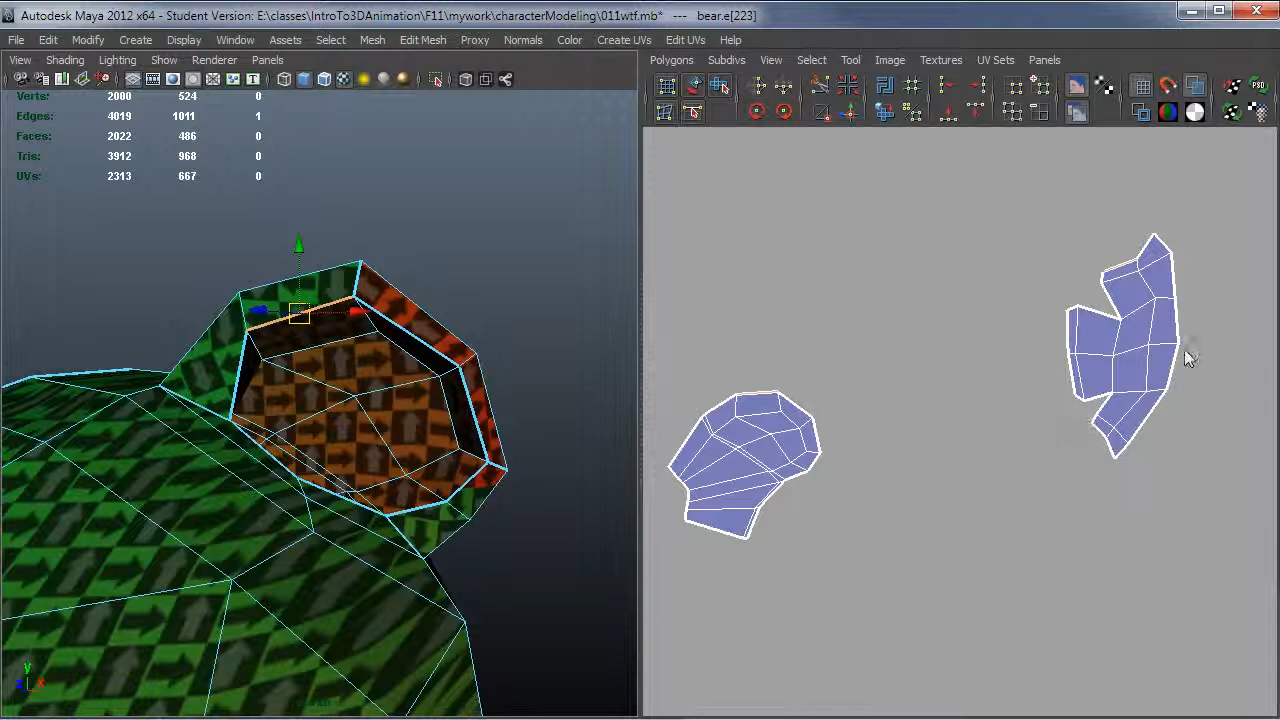 Autodesk Maya 2012 x64 - Student Version: E:\classes\IntroTo3DAnimation\F11\mywork\characterModeling\011wtf.mb* --- bear.e[223]
File Edit Modify Create Display Window Assets Select Mesh Edit Mesh Proxy Normals Color Create UVs Edit UVs Help
View Shading Lighting Show Renderer Panels
Polygons Subdivs View Select Tool Image Textures UV Sets Panels
Verts: 2000 524 0
Edges: 4019 1011 1
Faces: 2022 486 0
Tris: 3912 968 0
UVs: 2313 667 0
y
z x